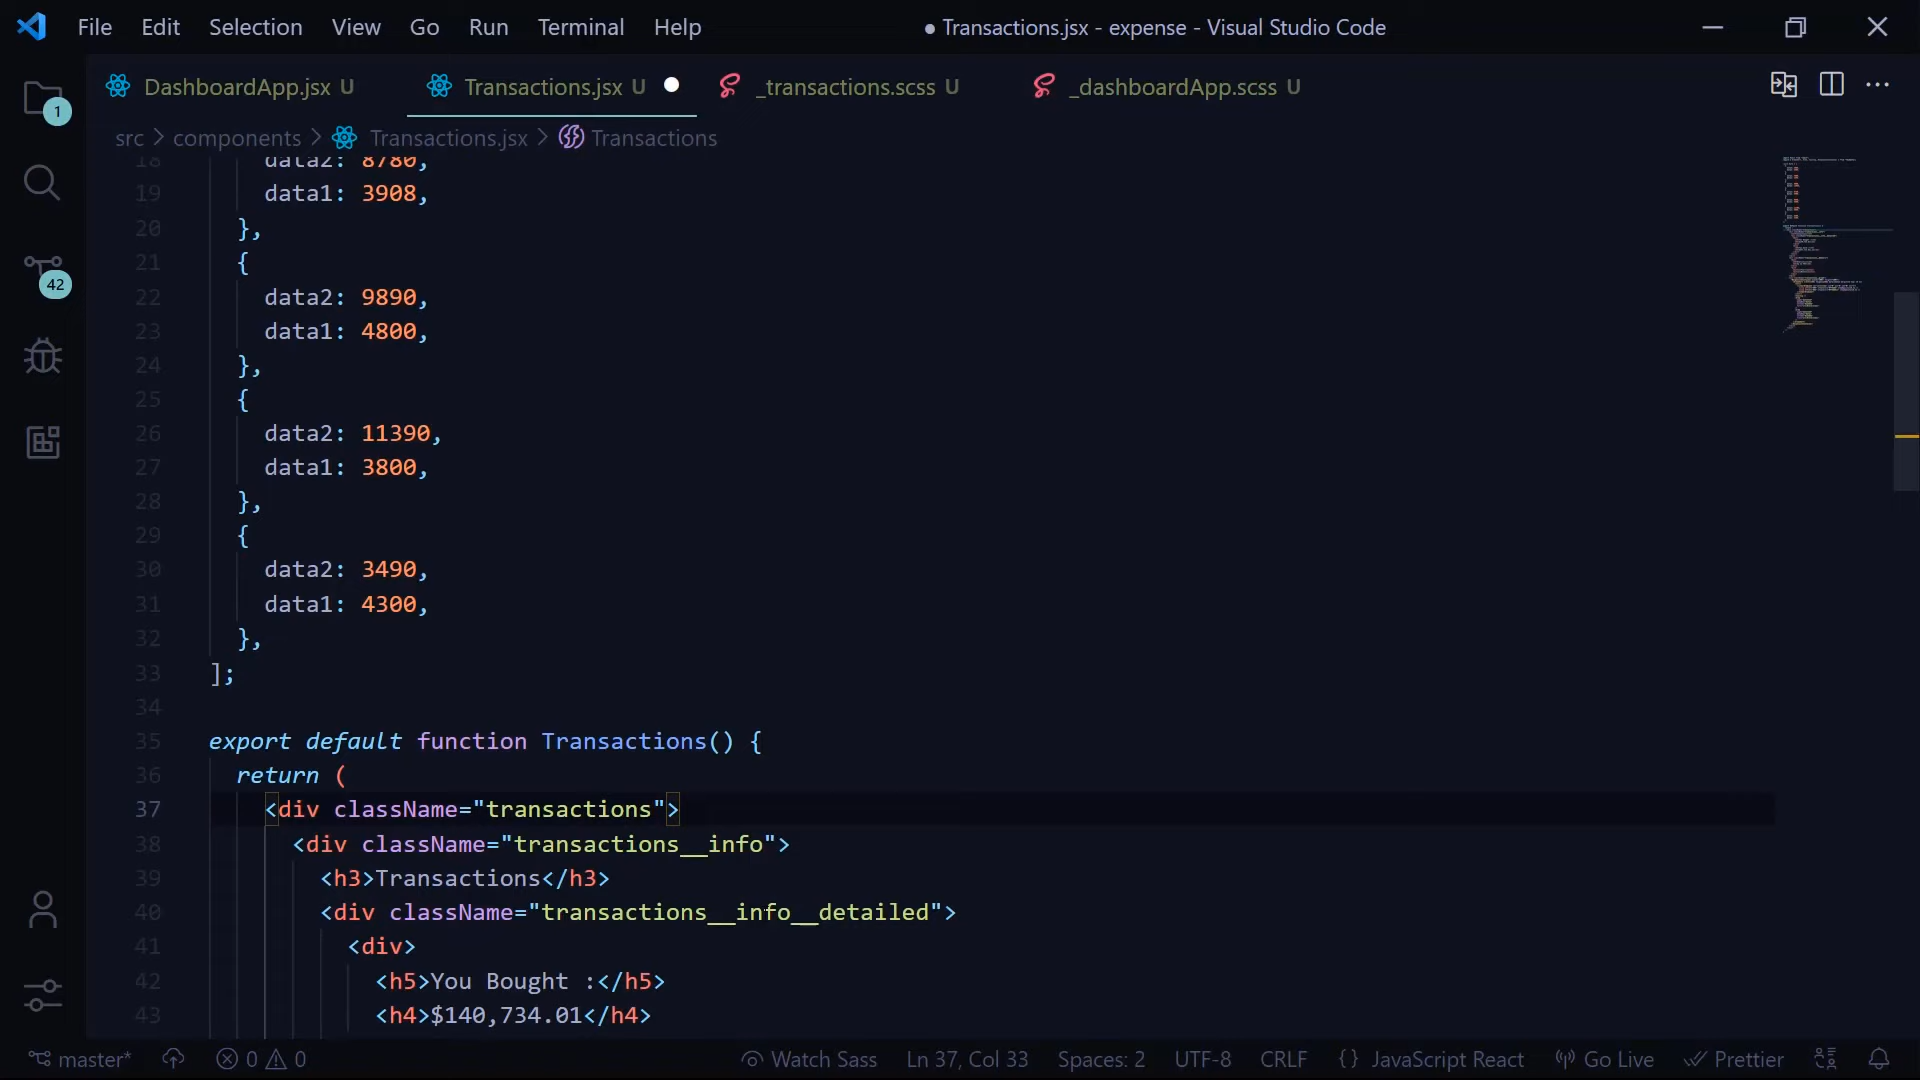 File Edit Selection View Go Run Terminal Help ● Transactions.jsx - expense - Visual Studio Code
DashboardApp.jsx U Transactions.jsx U _transactions.scss U _dashboardApp.scss U
src > components > Transactions.jsx > Transactions
18 data2: 8780,
19 data1: 3908,
20 },
21 {
22 data2: 9890,
23 data1: 4800,
24 },
25 {
26 data2: 11390,
27 data1: 3800,
28 },
29 {
30 data2: 3490,
31 data1: 4300,
32 },
33 ];
34
35 export default function Transactions() {
36 return (
37 <div className="transactions">
38 <div className="transactions__info">
39 <h3>Transactions</h3>
40 <div className="transactions__info__detailed">
41 <div>
42 <h5>You Bought :</h5>
43 <h4>$140,734.01</h4>
1
42
master* 0 0 Watch Sass Ln 37, Col 33 Spaces: 2 UTF-8 CRLF {} JavaScript React Go Live Prettier